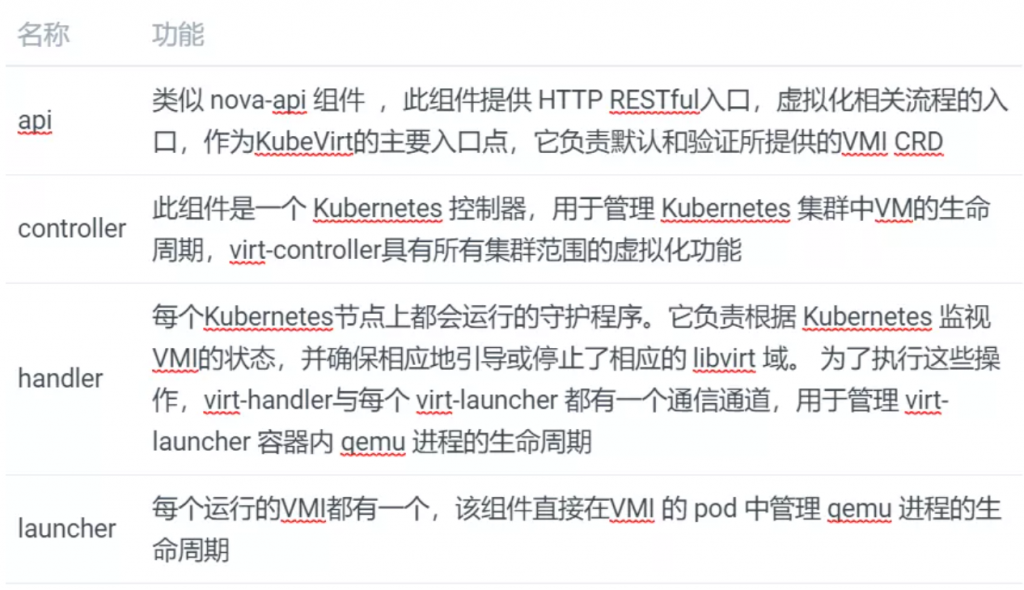 名称 功能
类似 nova-api 组件 ，此组件提供 HTTP RESTful入口，虚拟化相关流程的入
api
口，作为KubeVirt的主要入口点，它负责默认和验证所提供的VMI CRD
此组件是一个 Kubernetes 控制器，用于管理 Kubernetes 集群中VM的生命
controller
周期，virt-controller具有所有集群范围的虚拟化功能
每个Kubernetes节点上都会运行的守护程序。它负责根据 Kubernetes 监视
VMI的状态，并确保相应地引导或停止了相应的 libvirt 域。 为了执行这些操
handler
作，virt-handler与每个 virt-launcher 都有一个通信通道，用于管理 virt-
launcher 容器内 qemu 进程的生命周期
每个运行的VMI都有一个，该组件直接在VMI 的 pod 中管理 qemu 进程的生
launcher
命周期